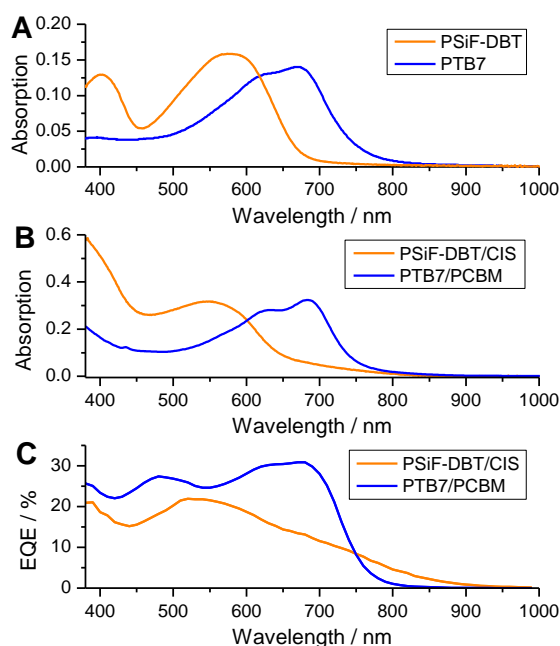 A
Absorption
0.20
0.15
0.10
0.05
0.00
PSiF-DBT
PTB7
400 500 600 700 800 900 1000
Wavelength / nm
B
Absorption
0.6
0.4
0.2
0.0
PSiF-DBT/CIS
PTB7/PCBM
400 500 600 700 800 900 1000
Wavelength / nm
C
EQE / %
30
20
10
0
PSiF-DBT/CIS
PTB7/PCBM
400 500 600 700 800 900 1000
Wavelength / nm